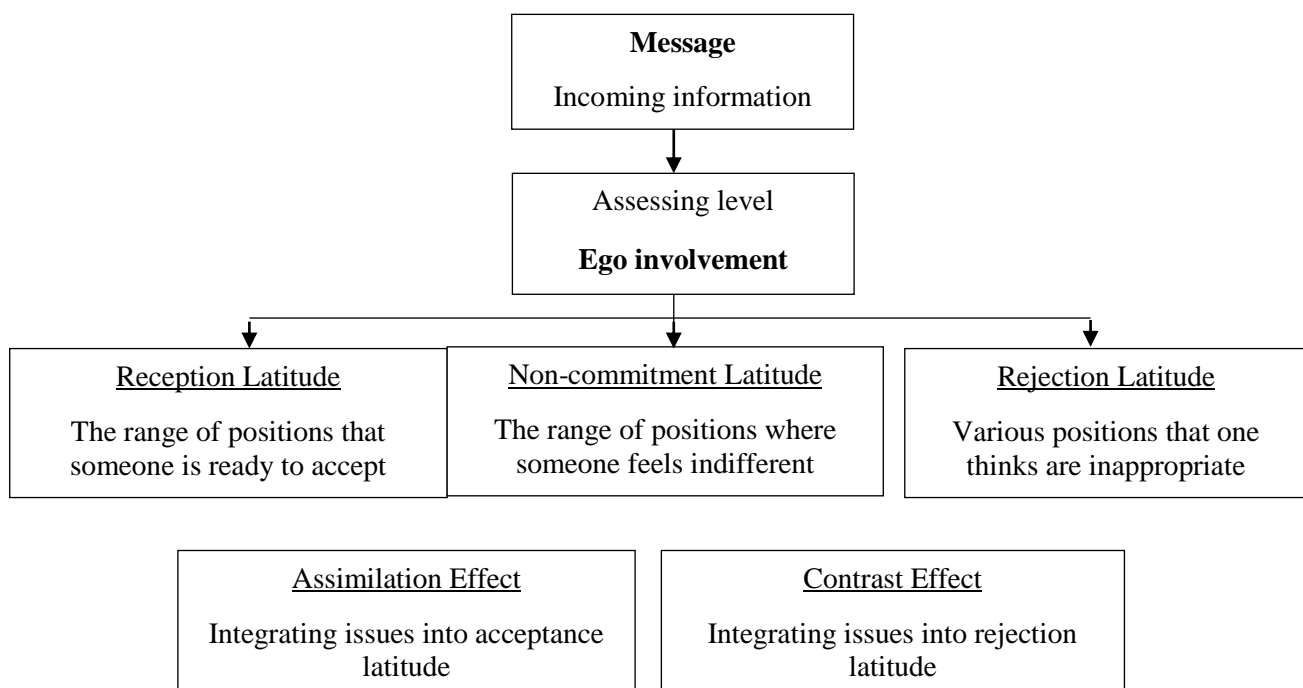 Message
Incoming information
Assessing level
Ego involvement
Reception Latitude
The range of positions that
someone is ready to accept
Non-commitment Latitude
The range of positions where
someone feels indifferent
Rejection Latitude
Various positions that one
thinks are inappropriate
Assimilation Effect
Integrating issues into acceptance
latitude
Contrast Effect
Integrating issues into rejection
latitude